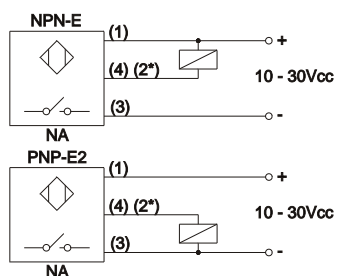 NPN-E
(1)
+
(4) (2*)
10 - 30Vcc
(3)
-
NA
PNP-E2
(1)
+
(4) (2*)
10 - 30Vcc
(3)
-
NA